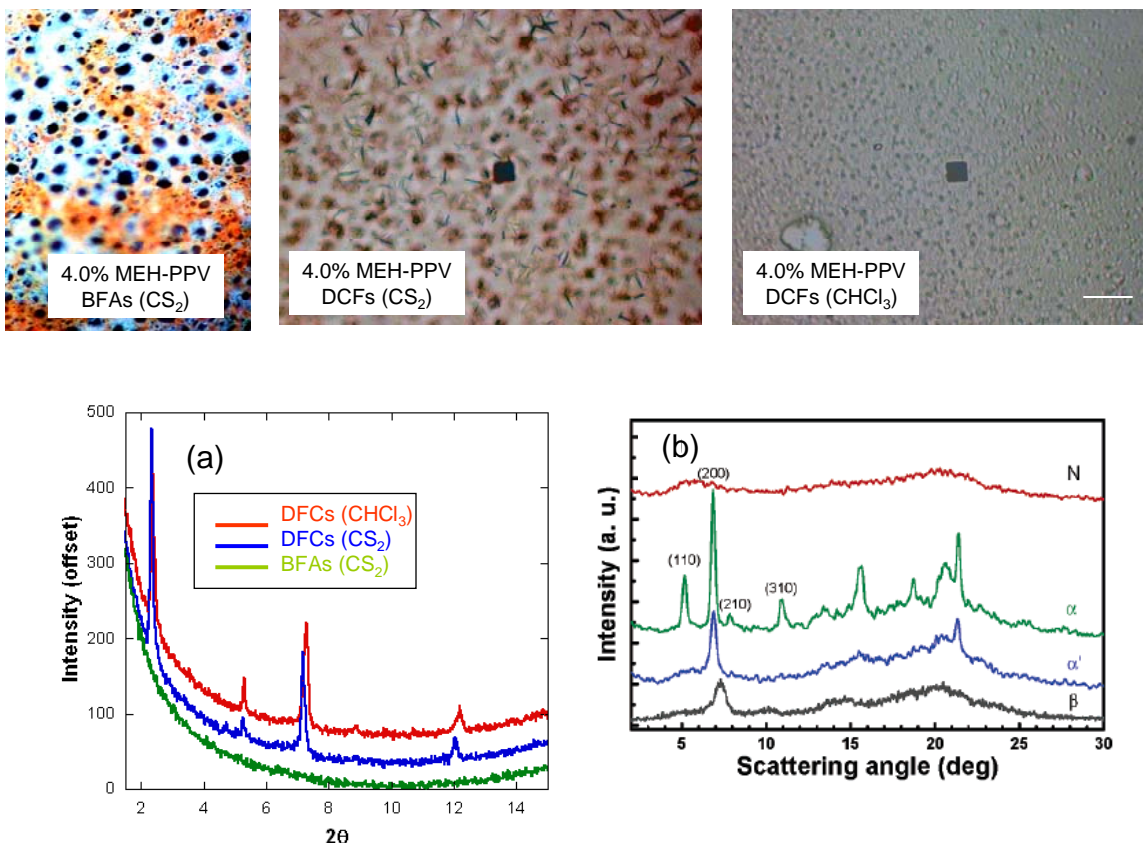 4.0% MEH-PPV
BFAs (CS₂)
4.0% MEH-PPV
DCFs (CS₂)
4.0% MEH-PPV
DCFs (CHCl₃)
(a)
500
400
300
200
100
0
Intensity (offset)
DFCs (CHCl₃)
DFCs (CS₂)
BFAs (CS₂)
2 4 6 8 10 12 14
2θ
(b)
Intensity (a. u.)
N
(200)
(110)
(210)
(310)
α
α'
β
5 10 15 20 25 30
Scattering angle (deg)